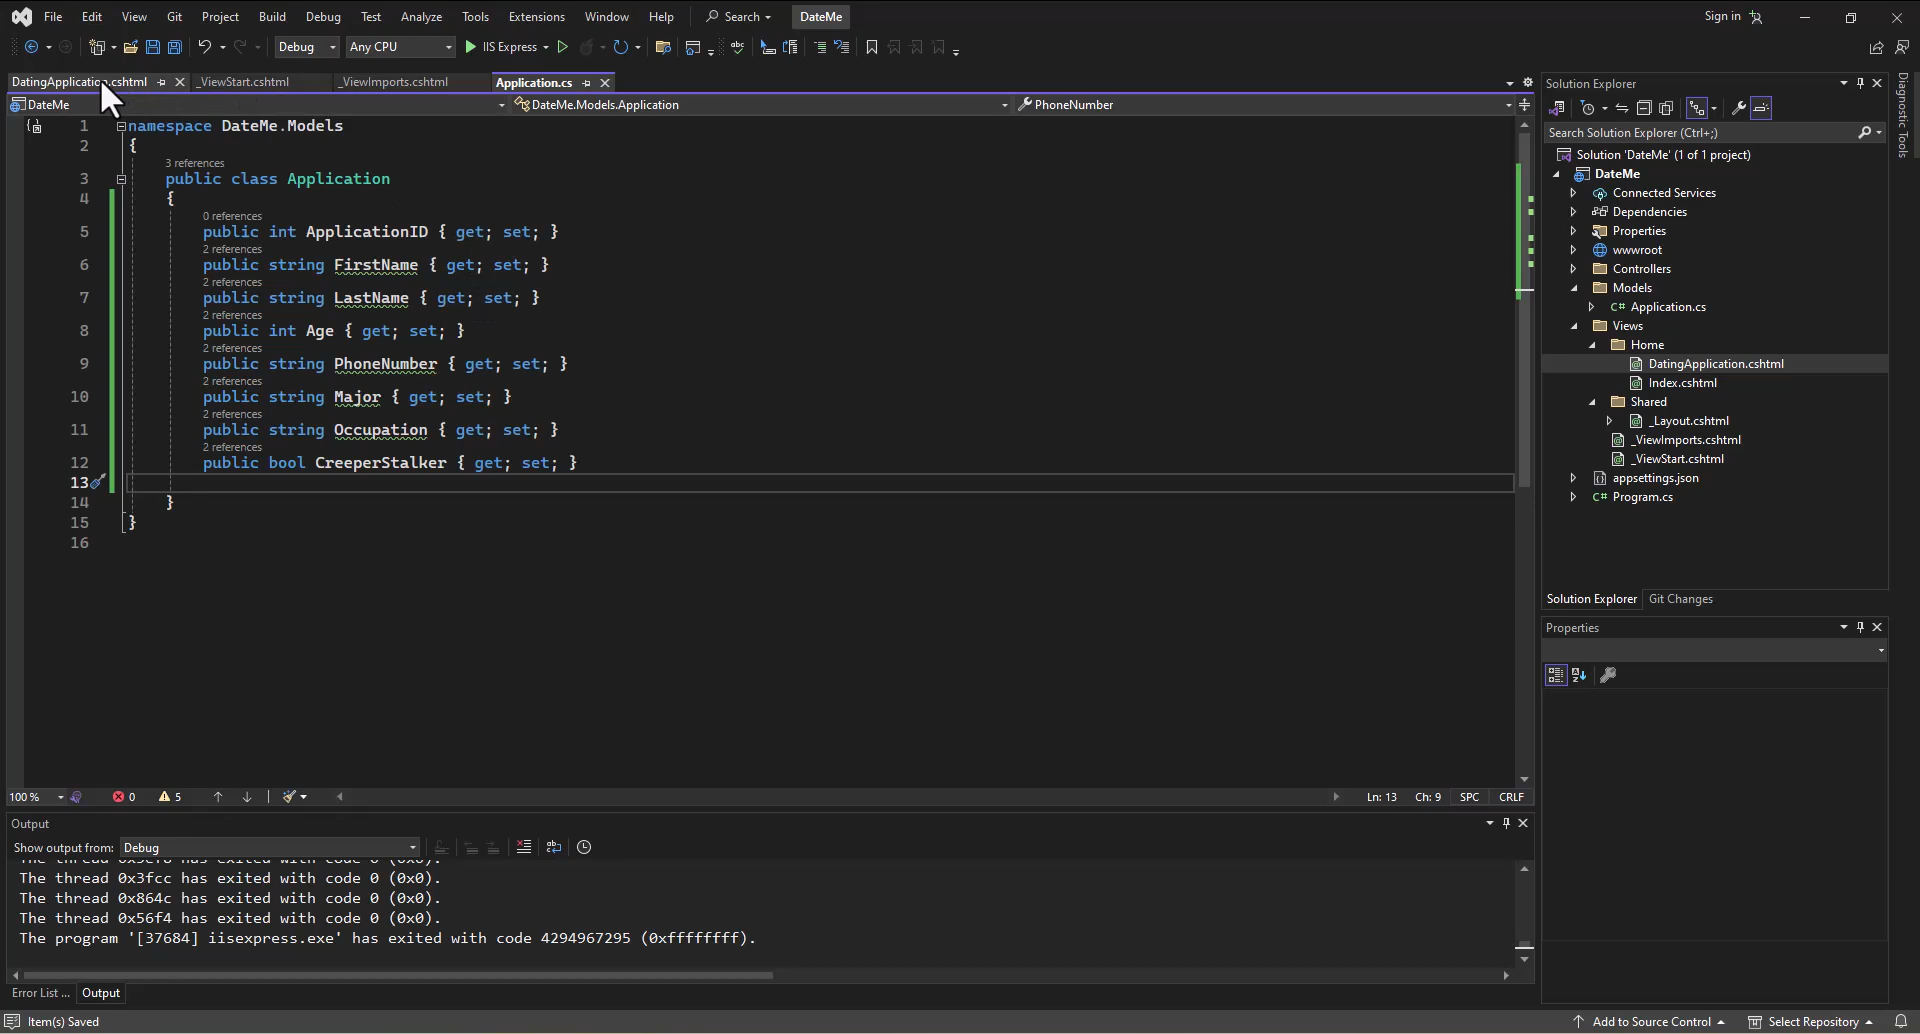 File Edit View Git Project Build Debug Test Analyze Tools Extensions Window Help Search DateMe Sign in
Debug Any CPU IIS Express
DatingApplication.cshtml _ViewStart.cshtml _ViewImports.cshtml Application.cs
DateMe DateMe.Models.Application PhoneNumber
1 namespace DateMe.Models
2 {
3 references
3 public class Application
4 {
0 references
5 public int ApplicationID { get; set; }
2 references
6 public string FirstName { get; set; }
2 references
7 public string LastName { get; set; }
2 references
8 public int Age { get; set; }
2 references
9 public string PhoneNumber { get; set; }
2 references
10 public string Major { get; set; }
2 references
11 public string Occupation { get; set; }
2 references
12 public bool CreeperStalker { get; set; }
13
14 }
15 }
16
100 % 0 5 Ln: 13 Ch: 9 SPC CRLF
Output
Show output from: Debug
The thread 0x3fcc has exited with code 0 (0x0).
The thread 0x864c has exited with code 0 (0x0).
The thread 0x56f4 has exited with code 0 (0x0).
The program '[37684] iisexpress.exe' has exited with code 4294967295 (0xffffffff).
Error List ... Output
Item(s) Saved Add to Source Control Select Repository
Solution Explorer
Search Solution Explorer (Ctrl+;)
Solution 'DateMe' (1 of 1 project)
DateMe
Connected Services
Dependencies
Properties
wwwroot
Controllers
Models
C# Application.cs
Views
Home
DatingApplication.cshtml
Index.cshtml
Shared
_Layout.cshtml
_ViewImports.cshtml
_ViewStart.cshtml
appsettings.json
C# Program.cs
Solution Explorer Git Changes
Properties
Diagnostic Tools